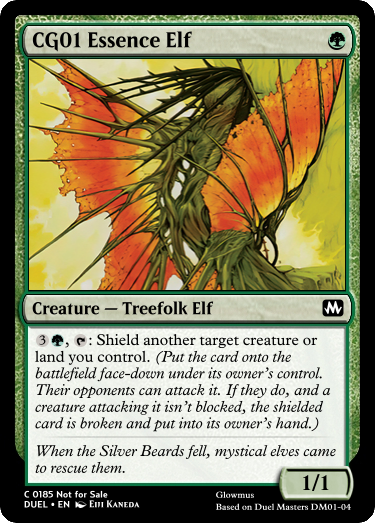 CG01 Essence Elf
Creature — Treefolk Elf
3, : Shield another target creature or
land you control. (Put the card onto the
battlefield face-down under its owner's control.
Their opponents can attack it. If they do, and a
creature attacking it isn't blocked, the shielded
card is broken and put into its owner's hand.)
When the Silver Beards fell, mystical elves came
to rescue them.
1/1
C 0185 Not for Sale
DUEL • EN Eiji Kaneda
Glowmus
Based on Duel Masters DM01-04